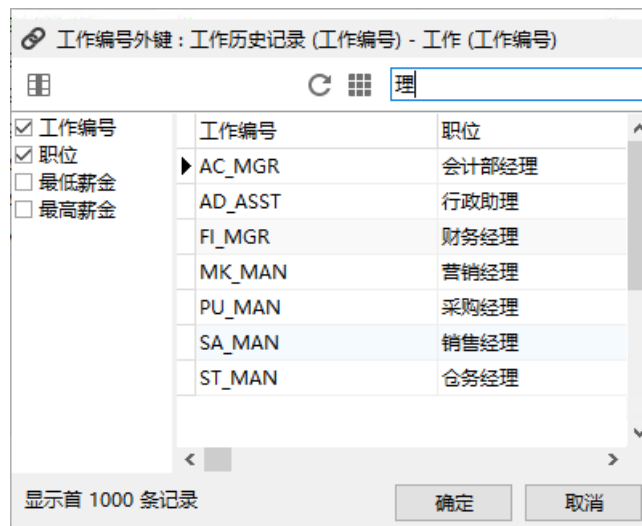 工作编号外键 : 工作历史记录 (工作编号) - 工作 (工作编号)
理
工作编号
职位
最低薪金
最高薪金
工作编号 职位
AC_MGR 会计部经理
AD_ASST 行政助理
FI_MGR 财务经理
MK_MAN 营销经理
PU_MAN 采购经理
SA_MAN 销售经理
ST_MAN 仓务经理
显示首 1000 条记录 确定 取消